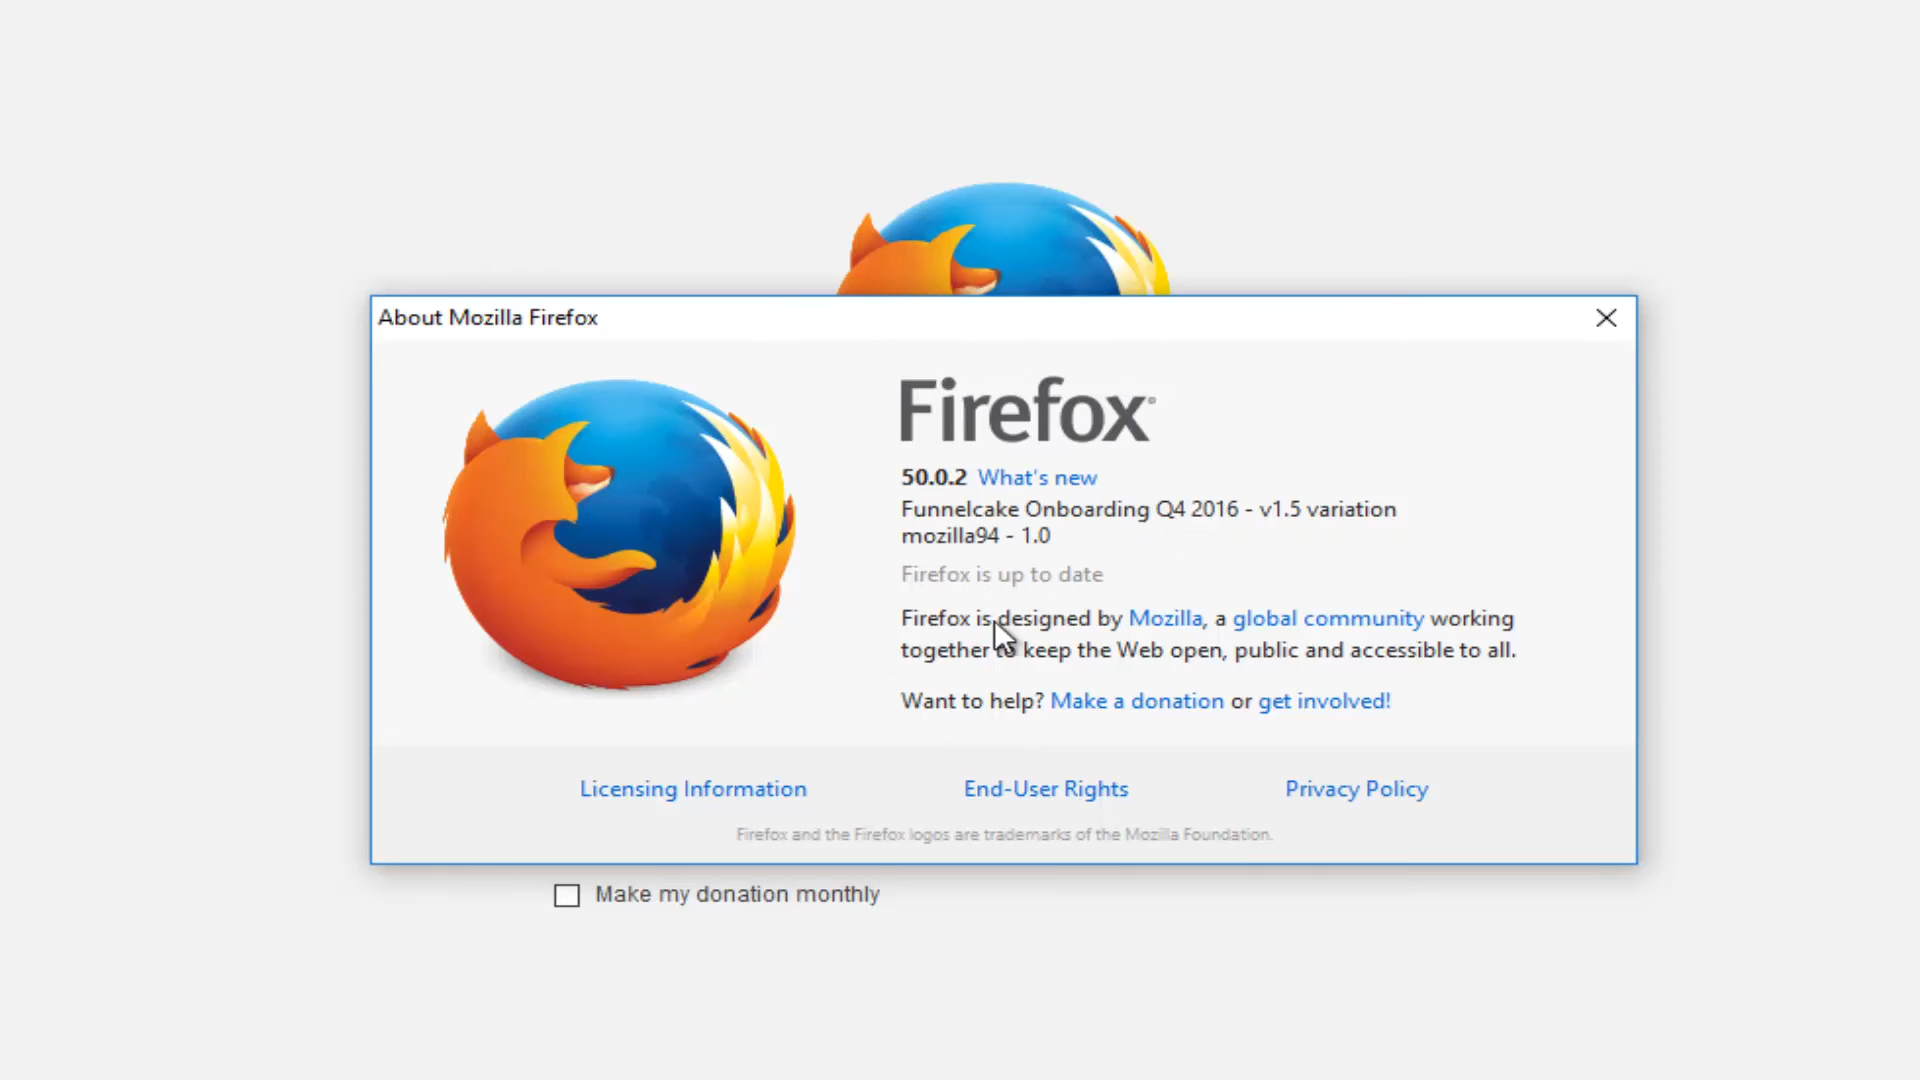 About Mozilla Firefox
Firefox
50.0.2 What's new
Funnelcake Onboarding Q4 2016 - v1.5 variation
mozilla94 - 1.0
Firefox is up to date
Firefox is designed by Mozilla, a global community working
together to keep the Web open, public and accessible to all.
Want to help? Make a donation or get involved!
Licensing Information End-User Rights Privacy Policy
Firefox and the Firefox logos are trademarks of the Mozilla Foundation.
Make my donation monthly